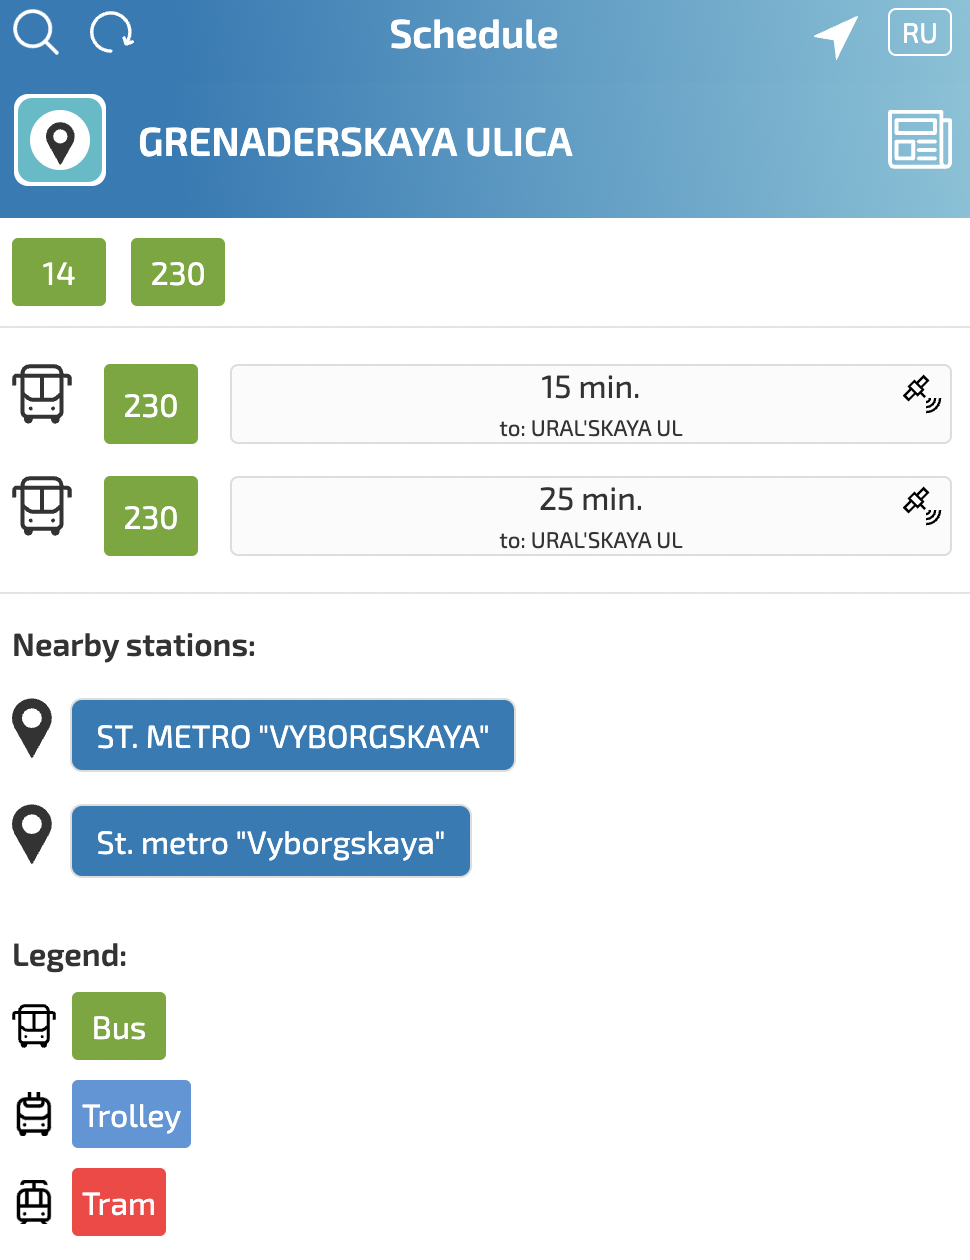 Schedule
RU
GRENADERSKAYA ULICA
14
230
230
15 min.
to: URAL'SKAYA UL
230
25 min.
to: URAL'SKAYA UL
Nearby stations:
ST. METRO "VYBORGSKAYA"
St. metro "Vyborgskaya"
Legend:
Bus
Trolley
Tram